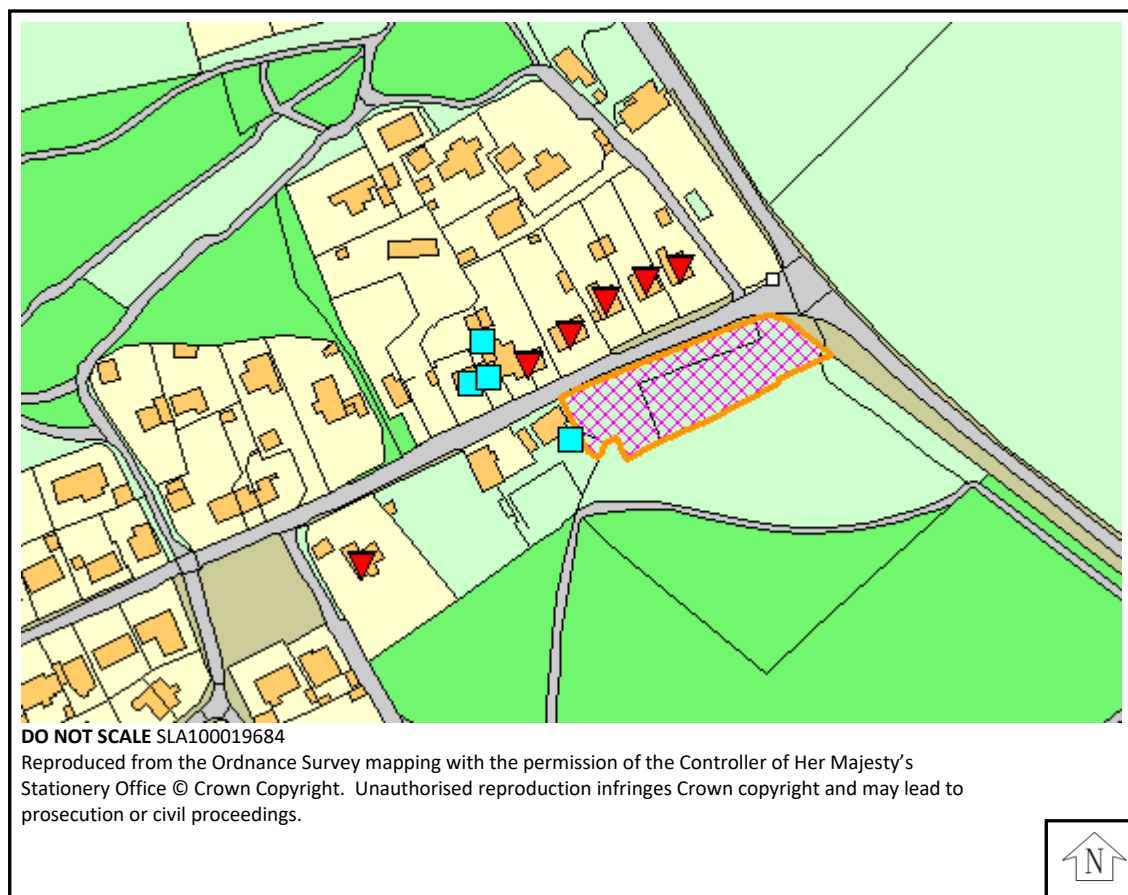 DO NOT SCALE SLA100019684
Reproduced from the Ordnance Survey mapping with the permission of the Controller of Her Majesty’s
Stationery Office © Crown Copyright.  Unauthorised reproduction infringes Crown copyright and may lead to
prosecution or civil proceedings.
N